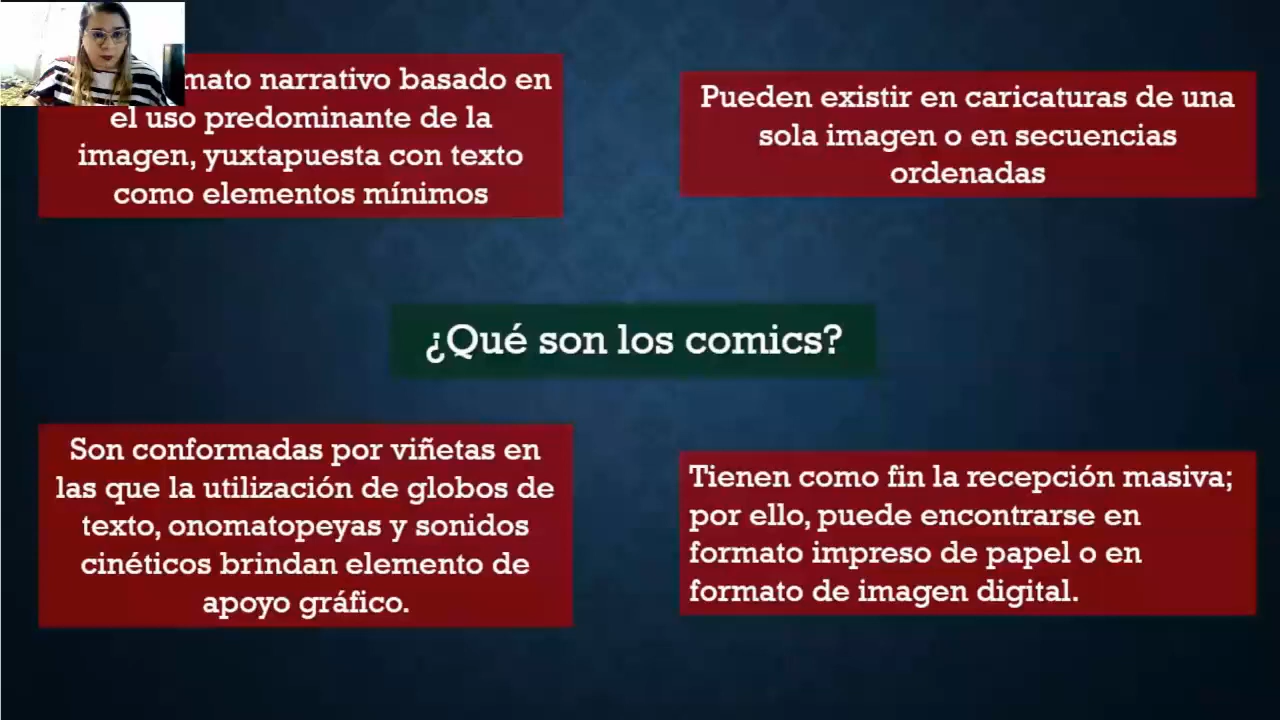 narrativo basado en
el uso predominante de la
imagen, yuxtapuesta con texto
como elementos mínimos
Pueden existir en caricaturas de una
sola imagen o en secuencias
ordenadas
¿Qué son los comics?
Son conformadas por viñetas en
las que la utilización de globos de
texto, onomatopeyas y sonidos
cinéticos brindan elemento de
apoyo gráfico.
Tienen como fin la recepción masiva;
por ello, puede encontrarse en
formato impreso de papel o en
formato de imagen digital.